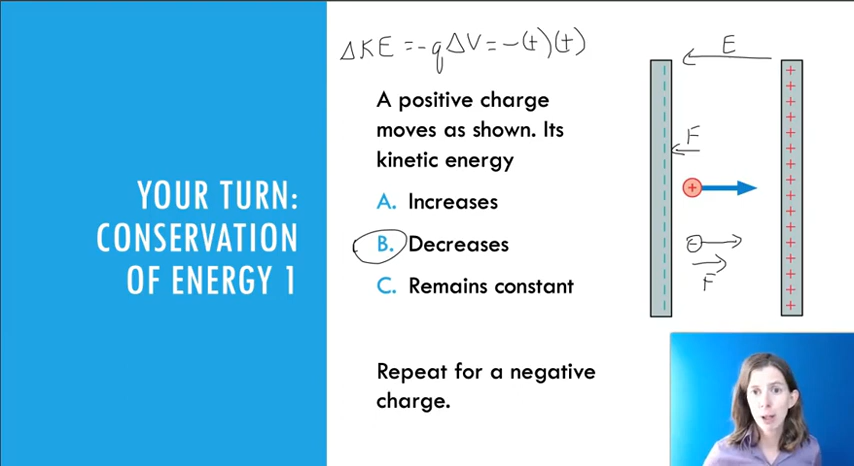 ΔKE = -qΔV = -(+)(+)
A positive charge
moves as shown. Its
kinetic energy
A. Increases
B. Decreases
C. Remains constant
Repeat for a negative
charge.
YOUR TURN:
CONSERVATION
OF ENERGY 1
E
F
F